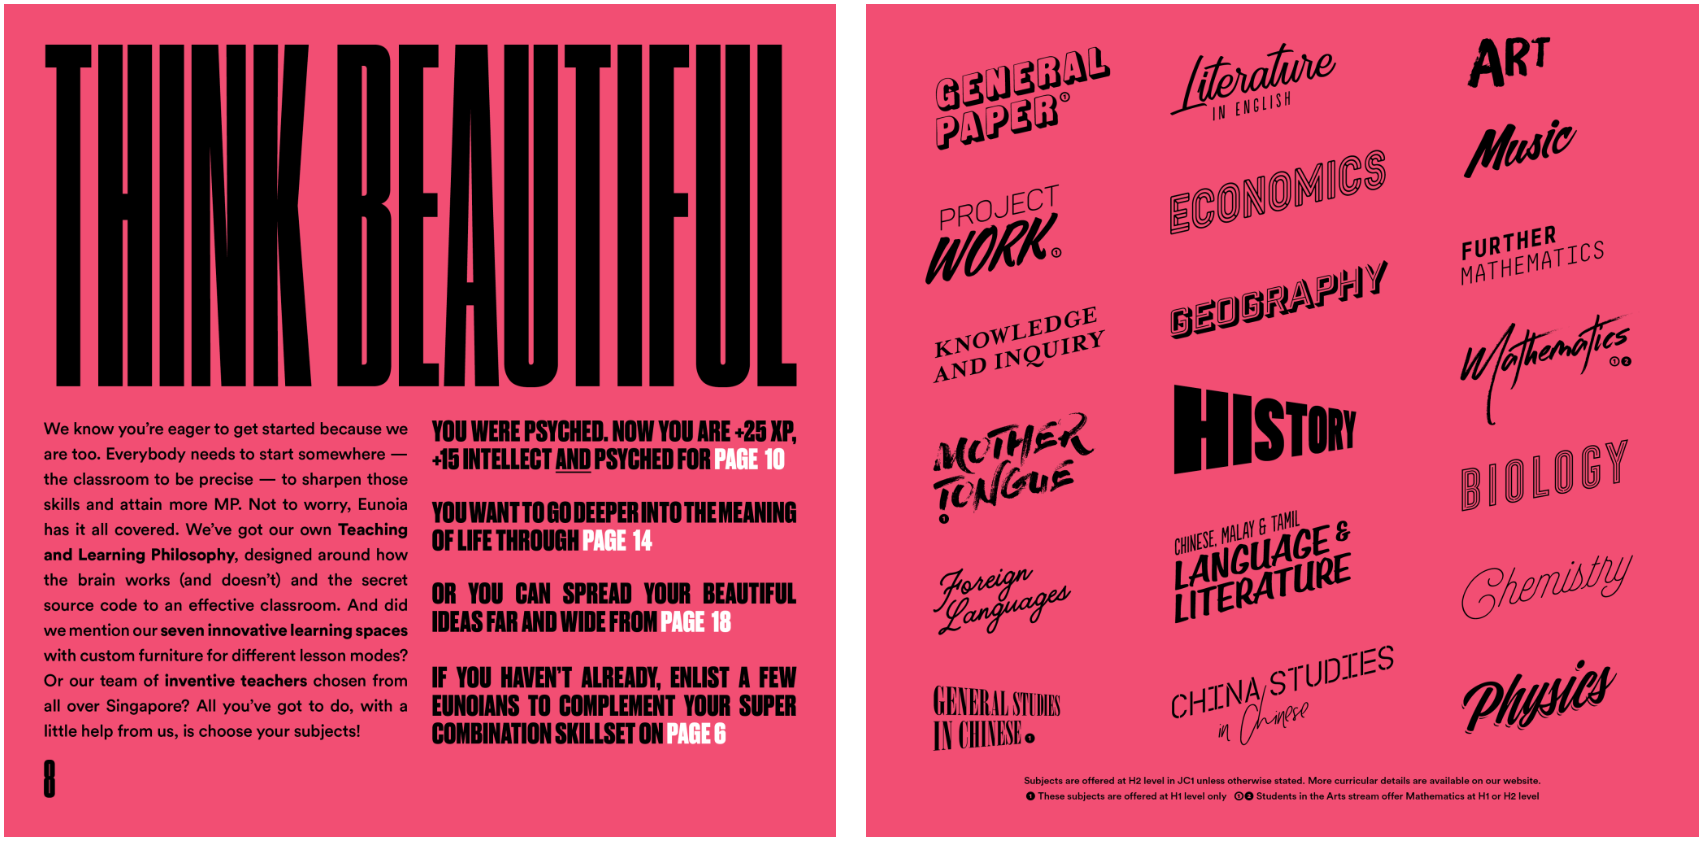 THINK BEAUTIFUL
We know you're eager to get started because we
are too. Everybody needs to start somewhere —
the classroom to be precise — to sharpen those
skills and attain more MP. Not to worry, Eunoia
has it all covered. We've got our own Teaching
and Learning Philosophy, designed around how
the brain works (and doesn't) and the secret
source code to an effective classroom. And did
we mention our seven innovative learning spaces
with custom furniture for different lesson modes?
Or our team of inventive teachers chosen from
all over Singapore? All you've got to do, with a
little help from us, is choose your subjects!
YOU WERE PSYCHED. NOW YOU ARE +25 XP,
+15 INTELLECT AND PSYCHED FOR PAGE 10
YOU WANT TO GO DEEPER INTO THE MEANING
OF LIFE THROUGH PAGE 14
OR YOU CAN SPREAD YOUR BEAUTIFUL
IDEAS FAR AND WIDE FROM PAGE 18
IF YOU HAVEN'T ALREADY, ENLIST A FEW
EUNOIANS TO COMPLEMENT YOUR SUPER
COMBINATION SKILLSET ON PAGE 6
8
GENERAL
PAPER ①
PROJECT
WORK ①
KNOWLEDGE
AND INQUIRY
MOTHER
TONGUE
❶
Foreign
Languages
GENERAL STUDIES
IN CHINESE ❶
Literature
IN ENGLISH
ECONOMICS
GEOGRAPHY
HISTORY
CHINESE, MALAY & TAMIL
LANGUAGE &
LITERATURE
CHINA STUDIES
in Chinese
ART
Music
FURTHER
MATHEMATICS
Mathematics
①❷
BIOLOGY
Chemistry
Physics
Subjects are offered at H2 level in JC1 unless otherwise stated. More curricular details are available on our website.
❶ These subjects are offered at H1 level only ①❷ Students in the Arts stream offer Mathematics at H1 or H2 level